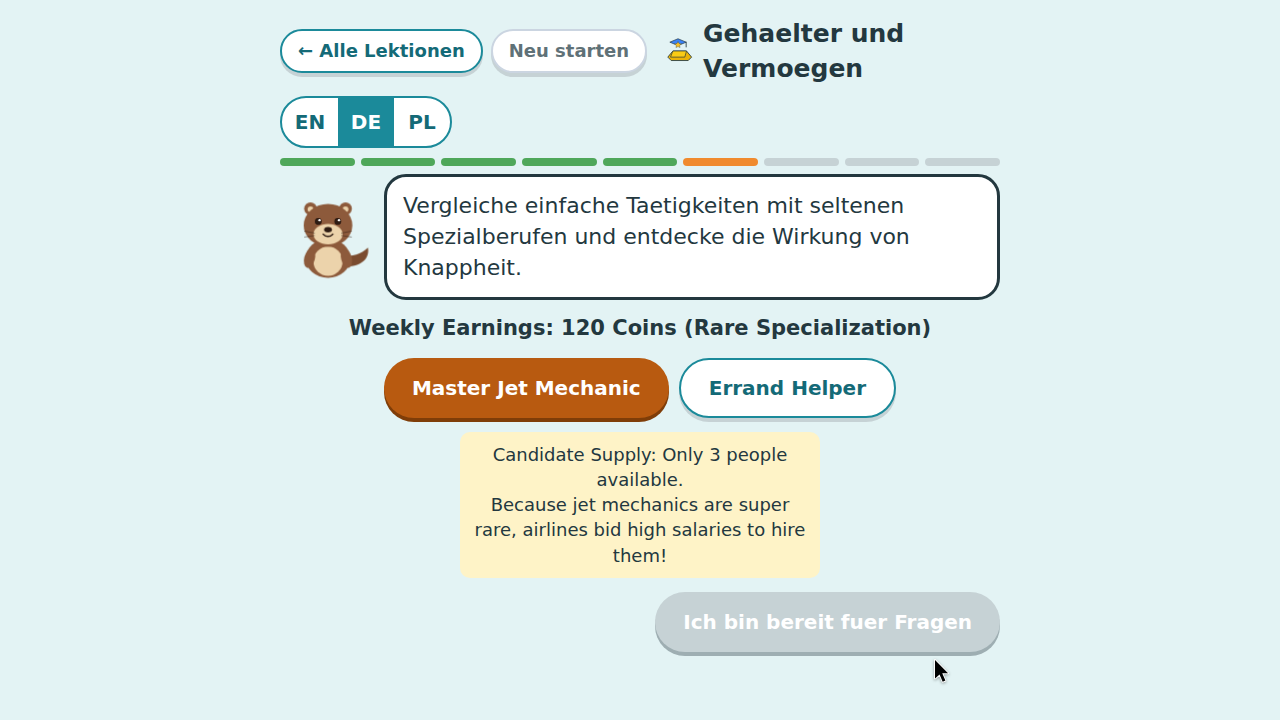 ← Alle Lektionen
Neu starten
Gehaelter und
Vermoegen
EN DE PL
Vergleiche einfache Taetigkeiten mit seltenen
Spezialberufen und entdecke die Wirkung von
Knappheit.
Weekly Earnings: 120 Coins (Rare Specialization)
Master Jet Mechanic
Errand Helper
Candidate Supply: Only 3 people
available.
Because jet mechanics are super
rare, airlines bid high salaries to hire
them!
Ich bin bereit fuer Fragen